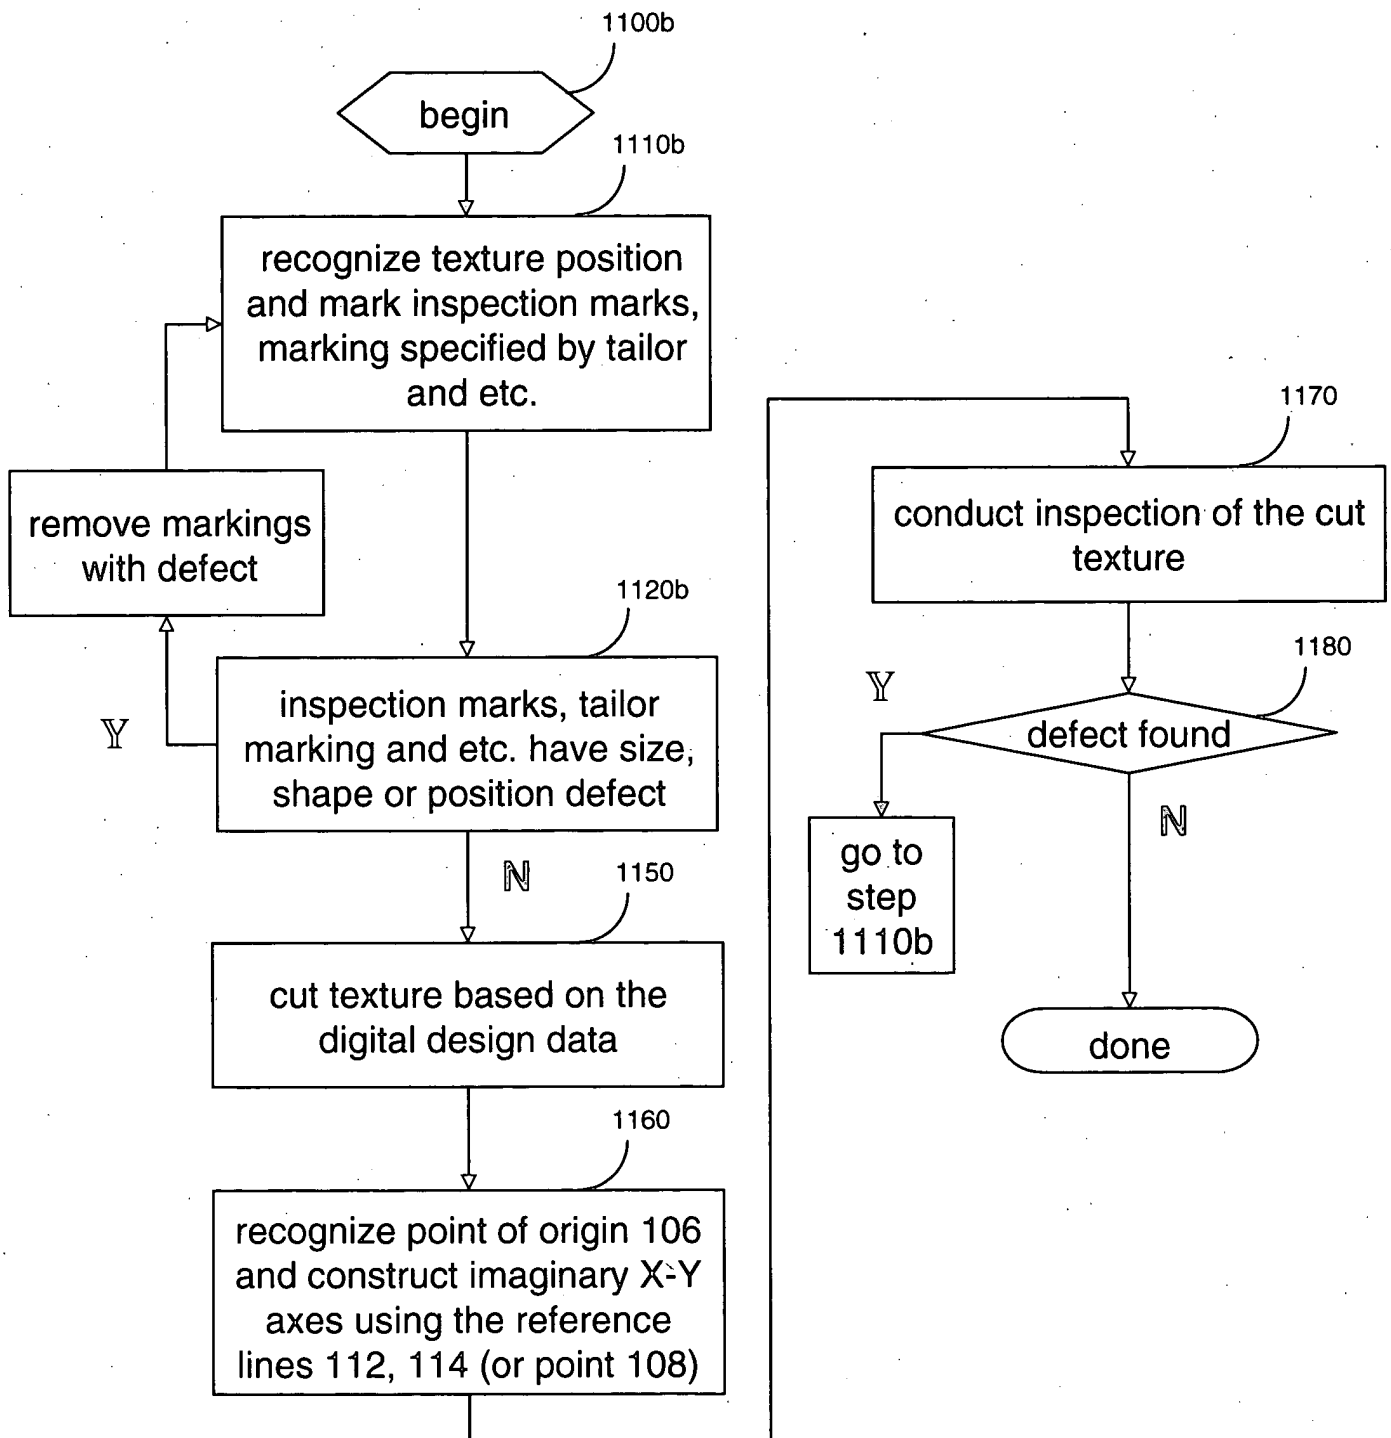 1100b
begin
1110b
recognize texture position
and mark inspection marks,
marking specified by tailor
and etc.
remove markings
with defect
1120b
Y
inspection marks, tailor
marking and etc. have size,
shape or position defect
N
1150
cut texture based on the
digital design data
1160
recognize point of origin 106
and construct imaginary X-Y
axes using the reference
lines 112, 114 (or point 108)
1170
conduct inspection of the cut
texture
1180
Y
defect found
N
go to
step
1110b
done